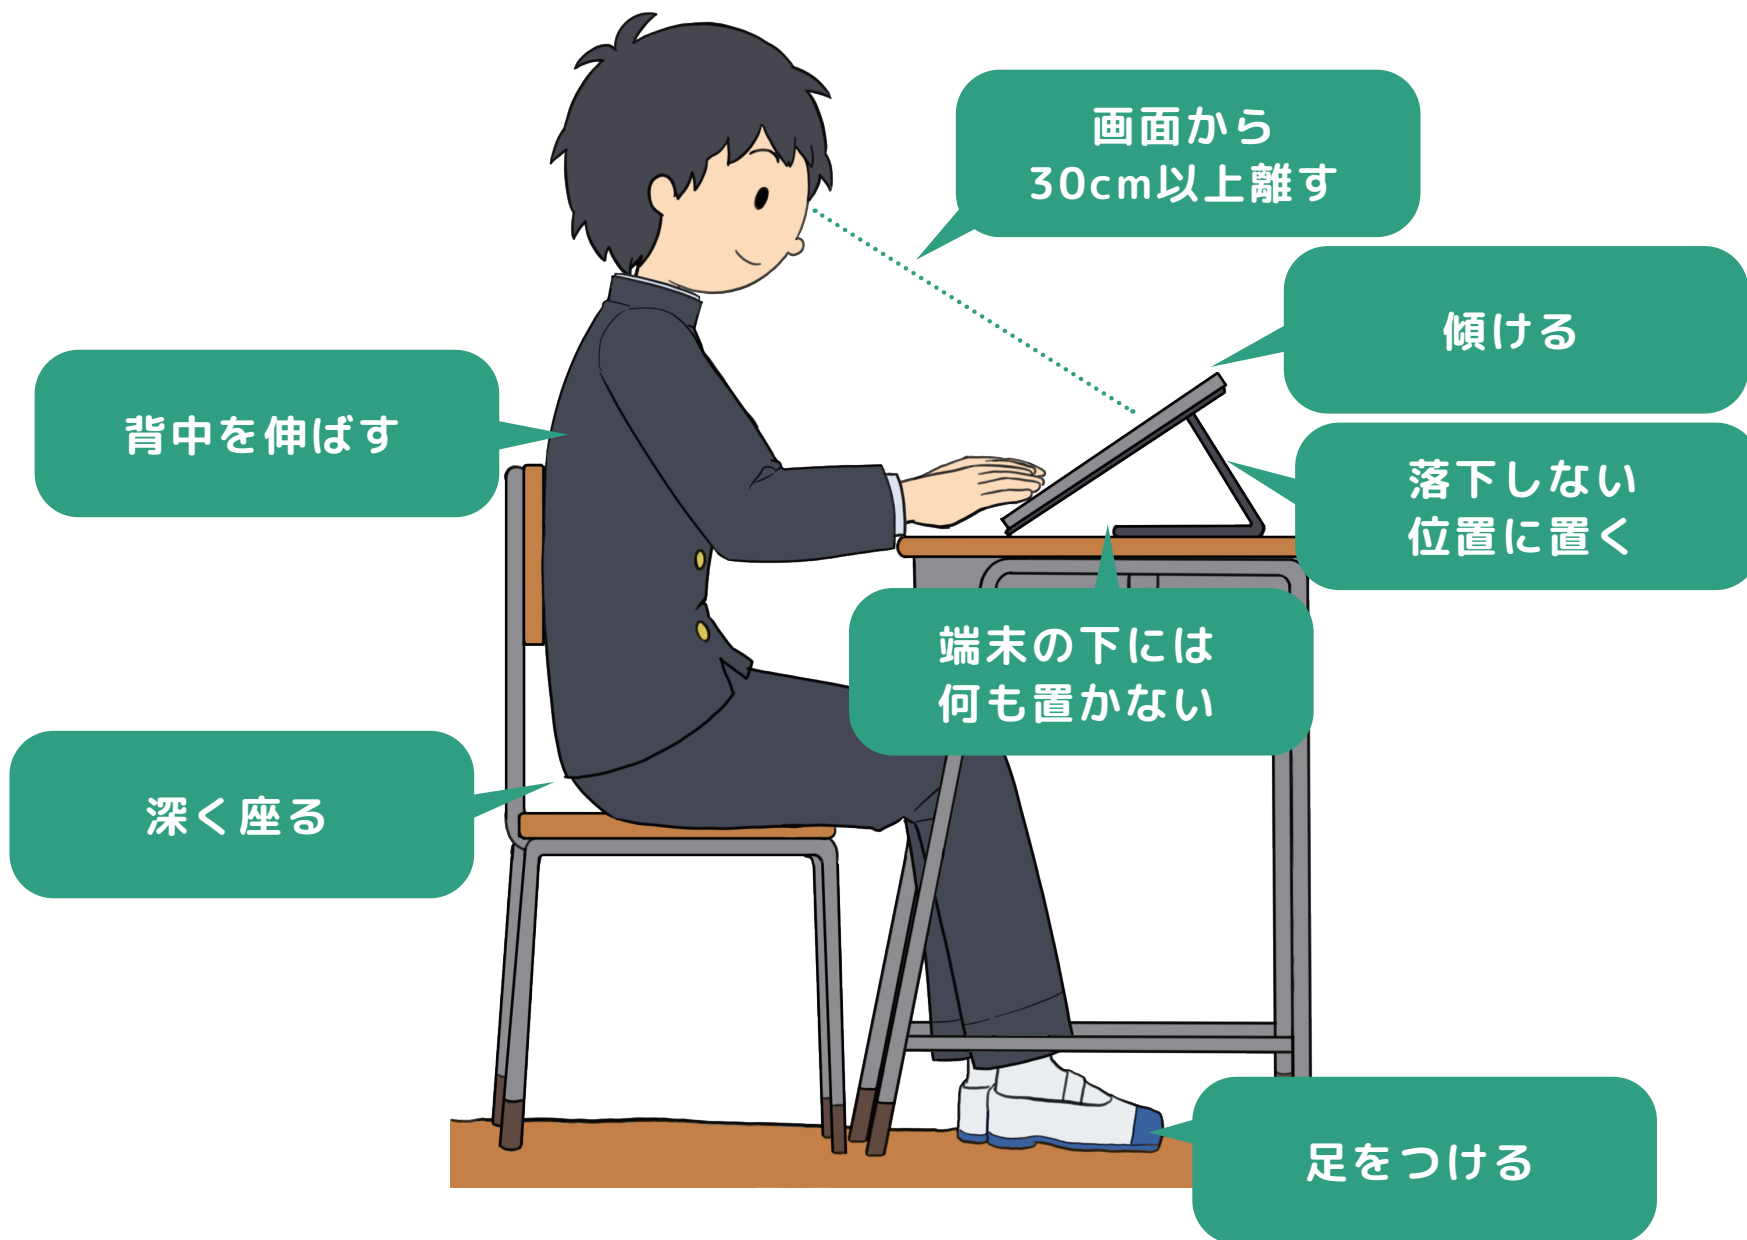 画面から
30cm以上離す
傾ける
背中を伸ばす
落下しない
位置に置く
端末の下には
何も置かない
深く座る
足をつける